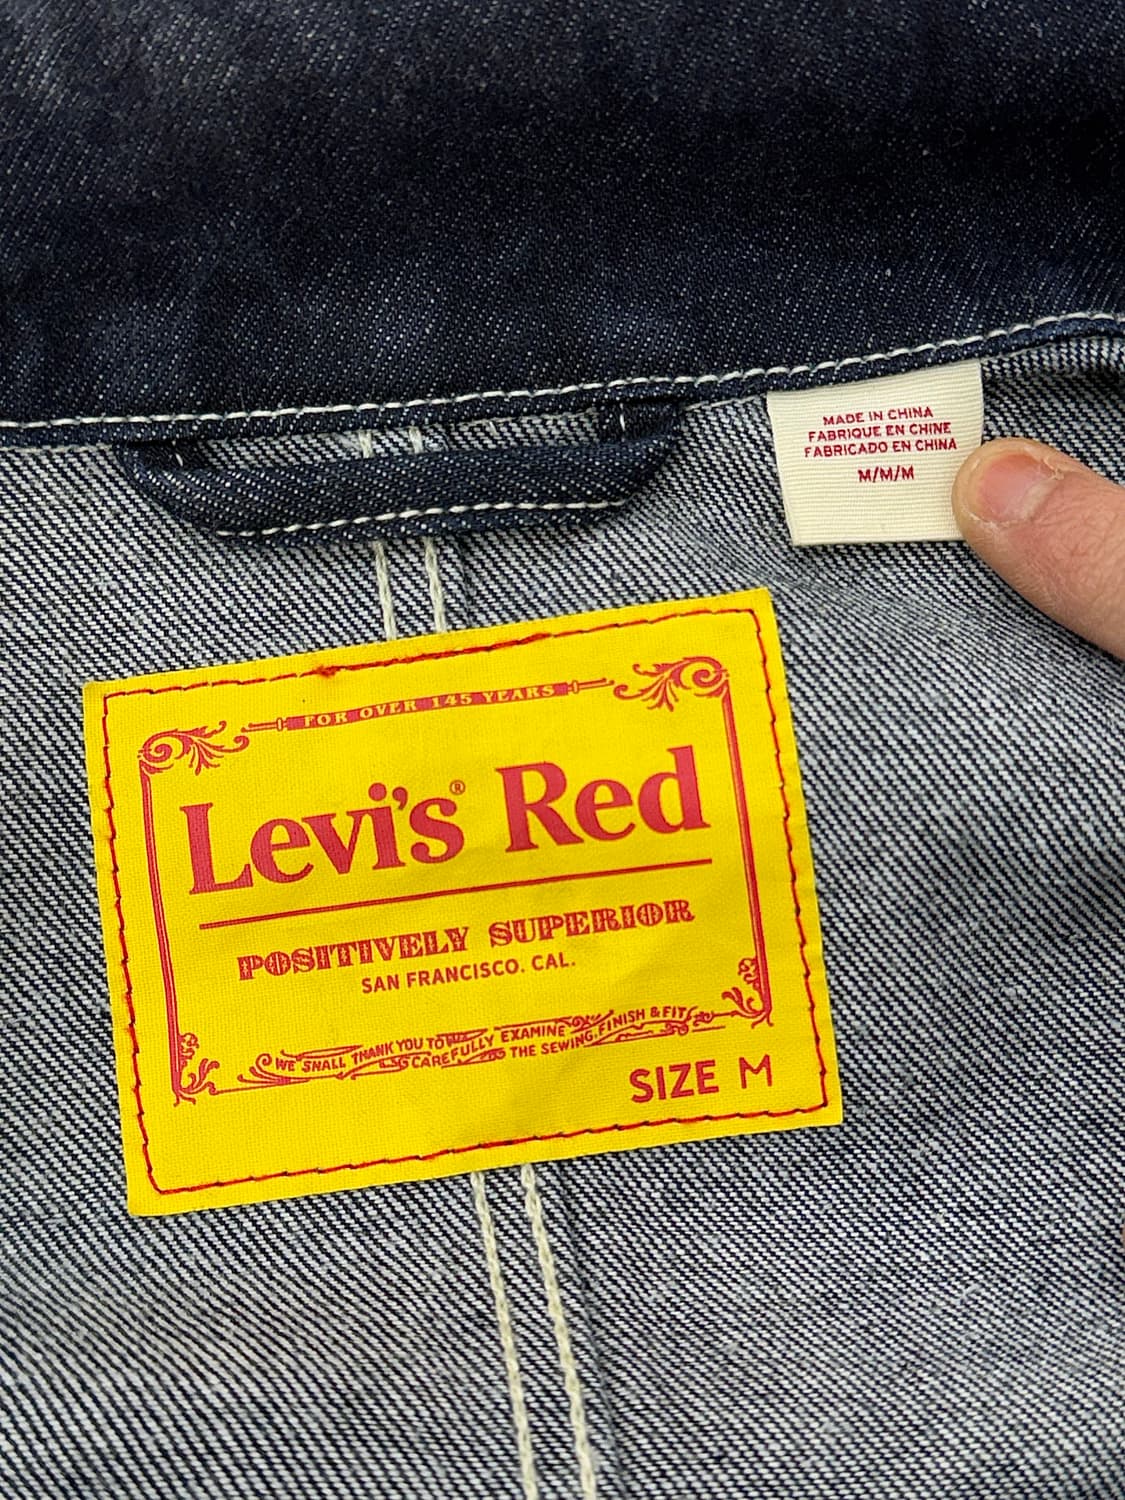 MADE IN CHINA
FABRIQUE EN CHINE
FABRICADO EN CHINA
M/M/M
FOR OVER 145 YEARS
Levi's® Red
POSITIVELY SUPERIOR
SAN FRANCISCO. CAL.
WE SHALL THANK YOU TO CAREFULLY EXAMINE THE SEWING, FINISH & FIT
SIZE M